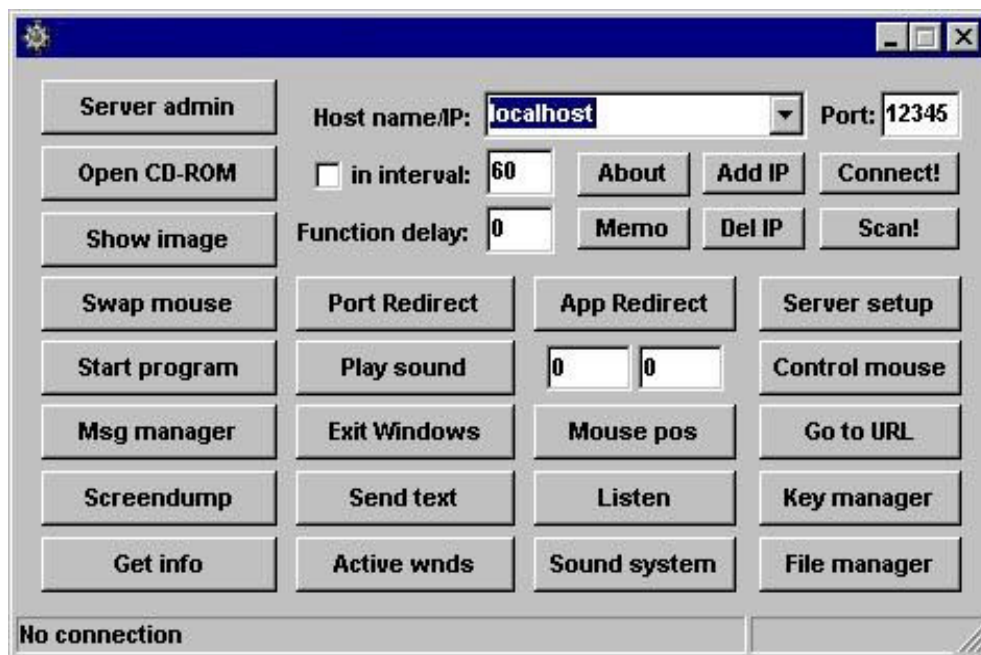 Server admin
Host name/IP: localhost Port: 12345
Open CD-ROM
in interval: 60 About Add IP Connect!
Show image
Function delay: 0 Memo Del IP Scan!
Swap mouse Port Redirect App Redirect Server setup
Start program Play sound 0 0 Control mouse
Msg manager Exit Windows Mouse pos Go to URL
Screendump Send text Listen Key manager
Get info Active wnds Sound system File manager
No connection